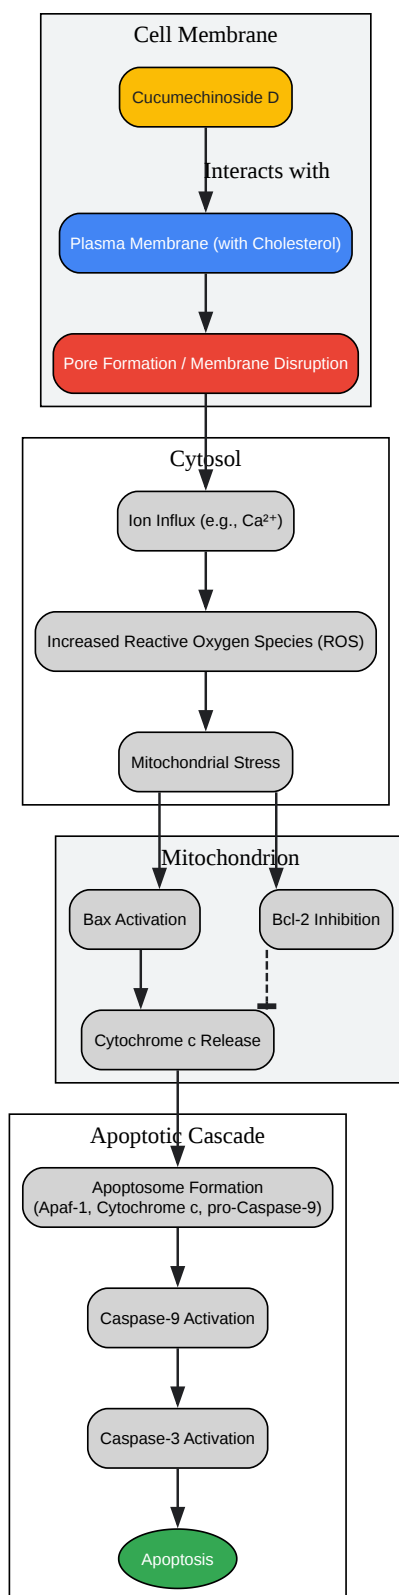 Cell Membrane
Cucumechinoside D
Interacts with
Plasma Membrane (with Cholesterol)
Pore Formation / Membrane Disruption
Cytosol
Ion Influx (e.g., Ca²⁺)
Increased Reactive Oxygen Species (ROS)
Mitochondrial Stress
Mitochondrion
Bax Activation
Bcl-2 Inhibition
Cytochrome c Release
Apoptotic Cascade
Apoptosome Formation
(Apaf-1, Cytochrome c, pro-Caspase-9)
Caspase-9 Activation
Caspase-3 Activation
Apoptosis